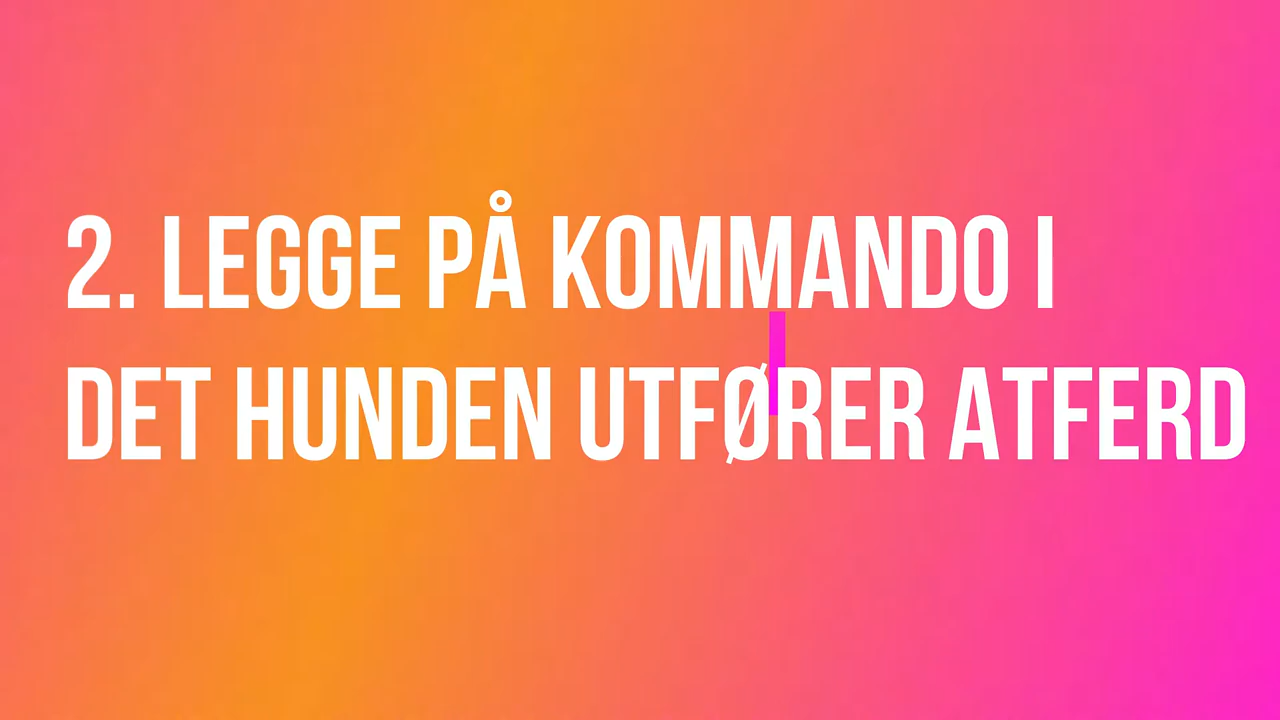 2. LEGGE PÅ KOMMANDO I
DET HUNDEN UTFØRER ATFERD